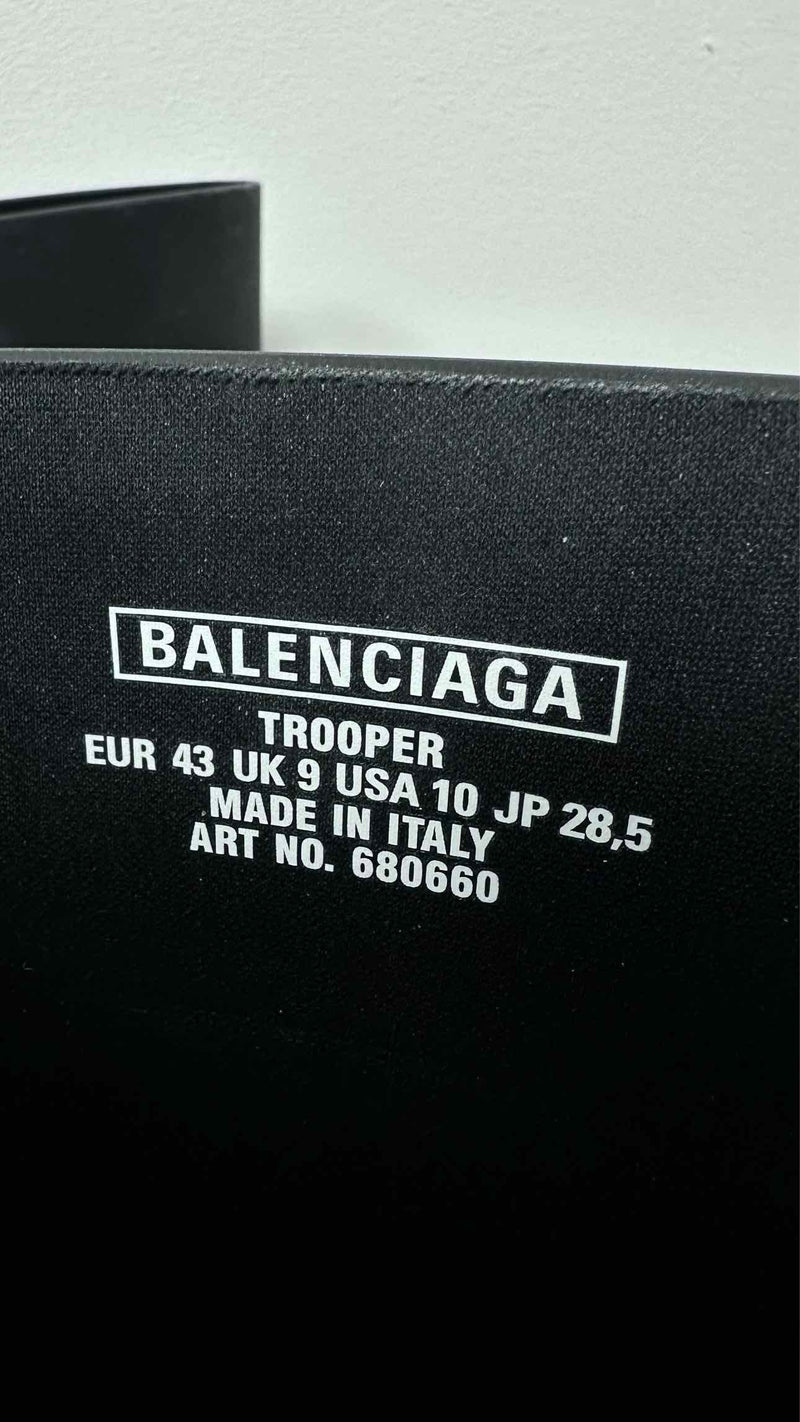 BALENCIAGA
TROOPER
EUR 43 UK 9 USA 10 JP 28,5
MADE IN ITALY
ART NO. 680660